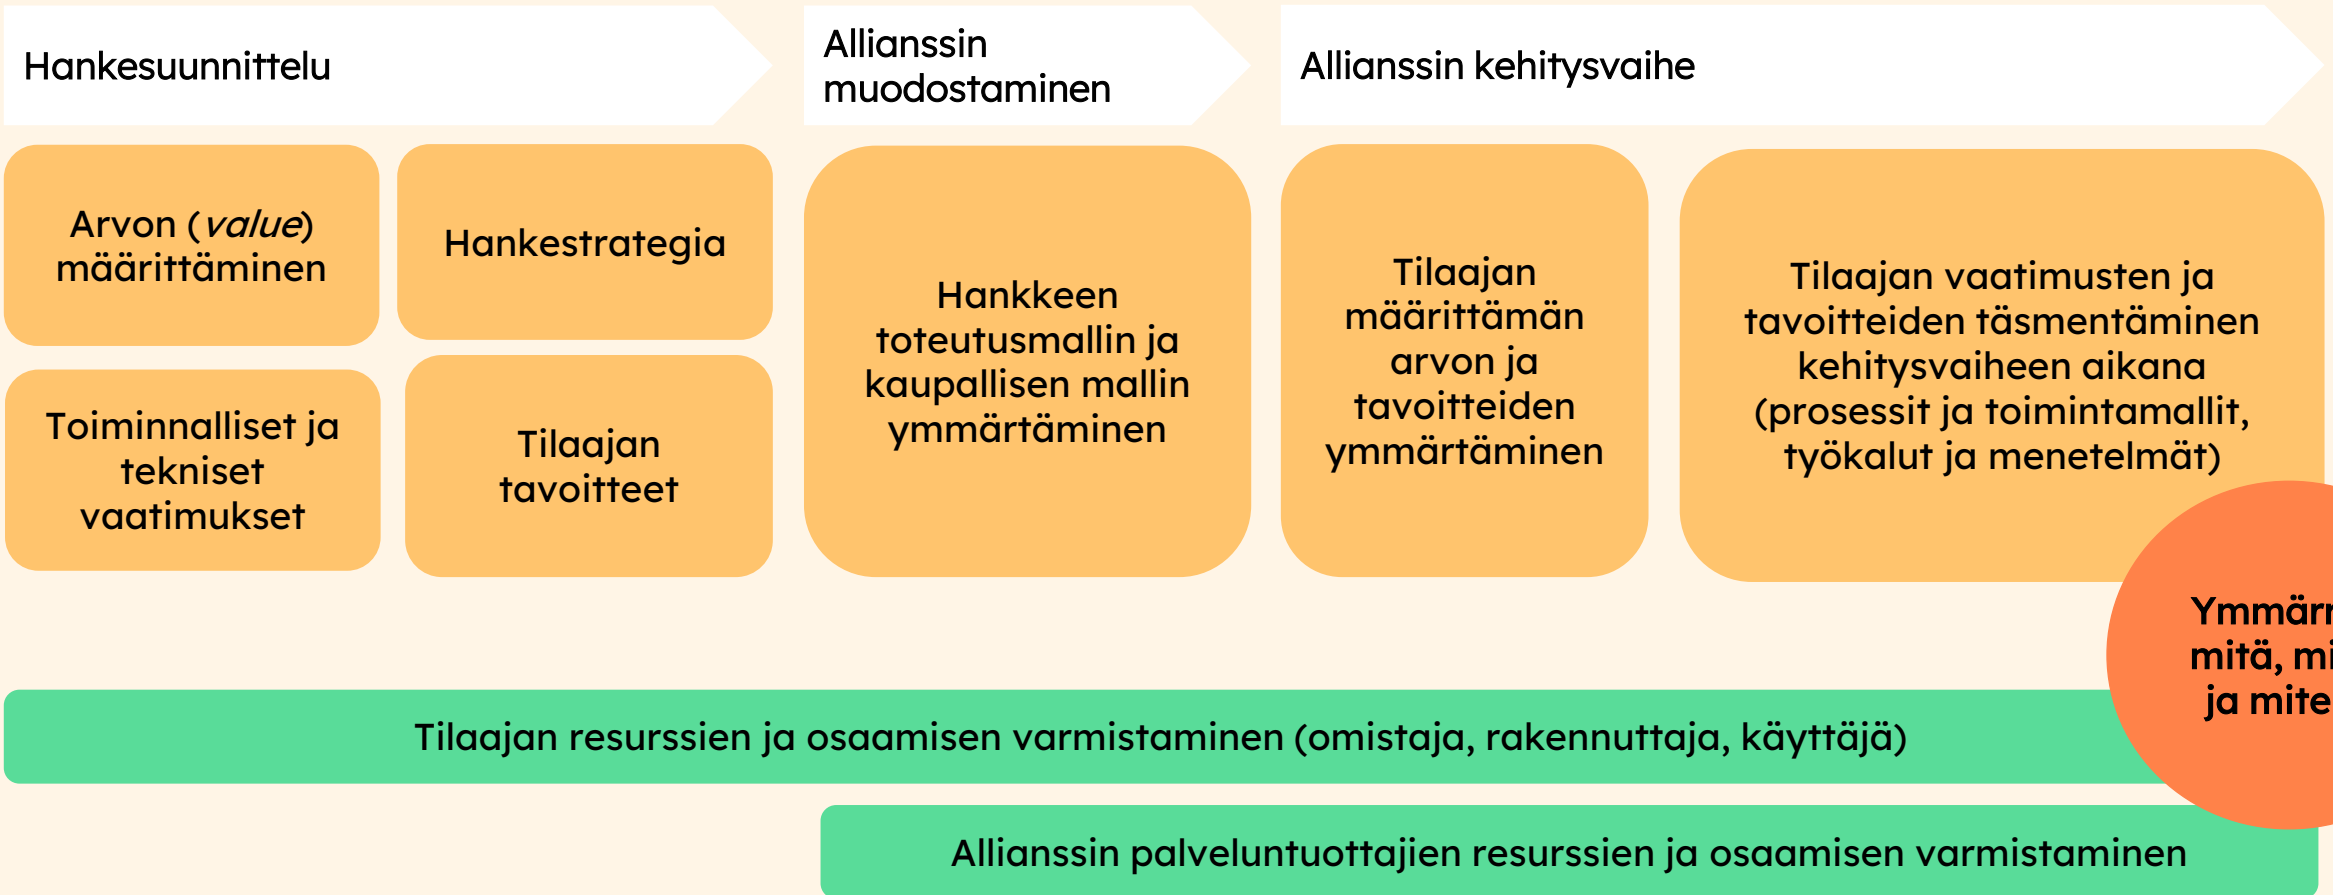 Hankesuunnittelu
Allianssin
muodostaminen
Allianssin kehitysvaihe
Arvon (value)
määrittäminen
Hankestrategia
Toiminnalliset ja
tekniset
vaatimukset
Tilaajan
tavoitteet
Hankkeen
toteutusmallin ja
kaupallisen mallin
ymmärtäminen
Tilaajan
määrittämän
arvon ja
tavoitteiden
ymmärtäminen
Tilaajan vaatimusten ja
tavoitteiden täsmentäminen
kehitysvaiheen aikana
(prosessit ja toimintamallit,
työkalut ja menetelmät)
mitä,
ja
Tilaajan resurssien ja osaamisen varmistaminen (omistaja, rakennuttaja, käyttäjä)
Allianssin palveluntuottajien resurssien ja osaamisen varmistaminen